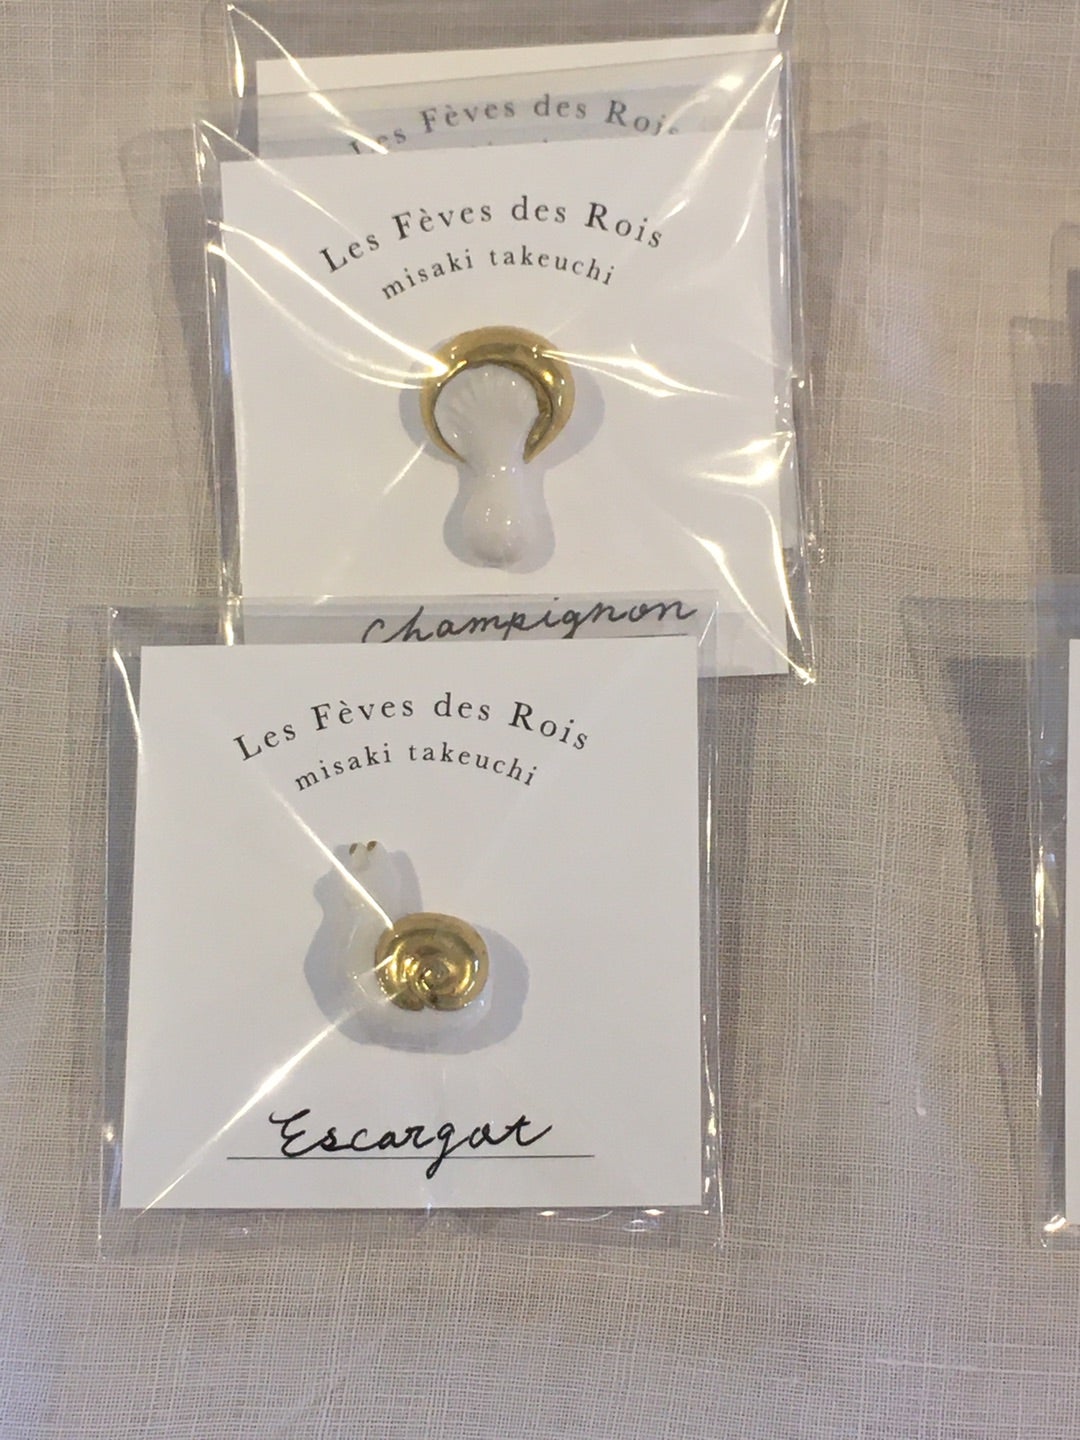 Les Fèves des Rois
Les Fèves des Rois
misaki takeuchi
Champignon
Les Fèves des Rois
misaki takeuchi
Escargot